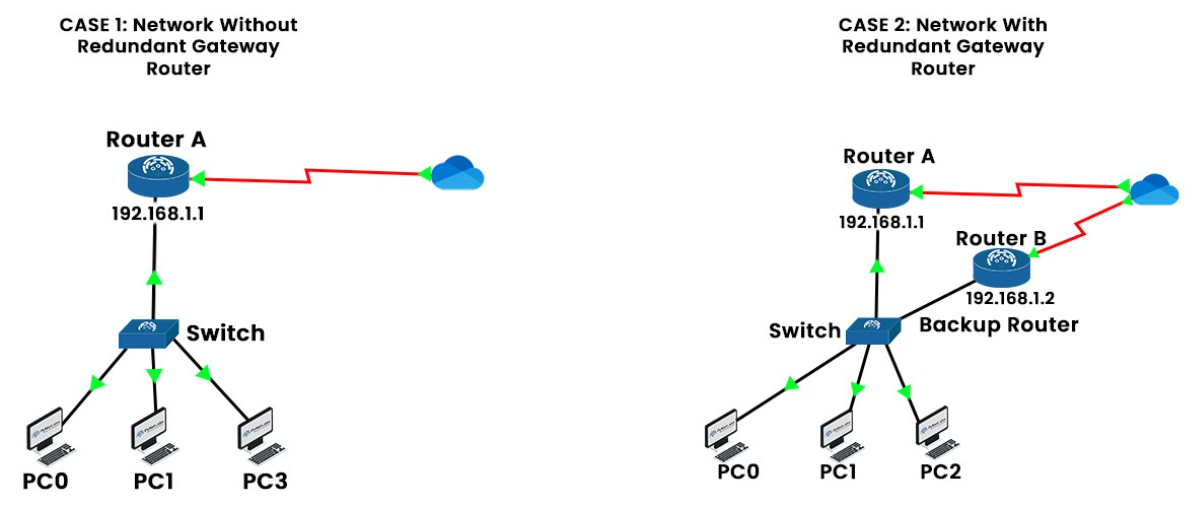 CASE 1: Network Without
Redundant Gateway
Router
Router A
192.168.1.1
Switch
PC0
PC1
PC3
CASE 2: Network With
Redundant Gateway
Router
Router A
192.168.1.1
Router B
192.168.1.2
Backup Router
Switch
PC0
PC1
PC2